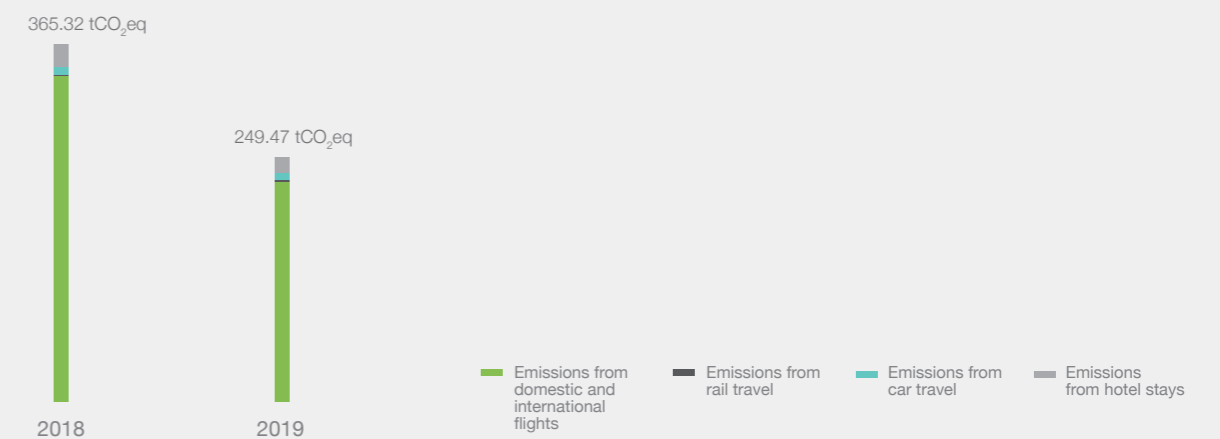 365.32 tCO₂eq
249.47 tCO₂eq
2018
2019
Emissions from
domestic and
international
flights
Emissions from
rail travel
Emissions from
car travel
Emissions
from hotel stays